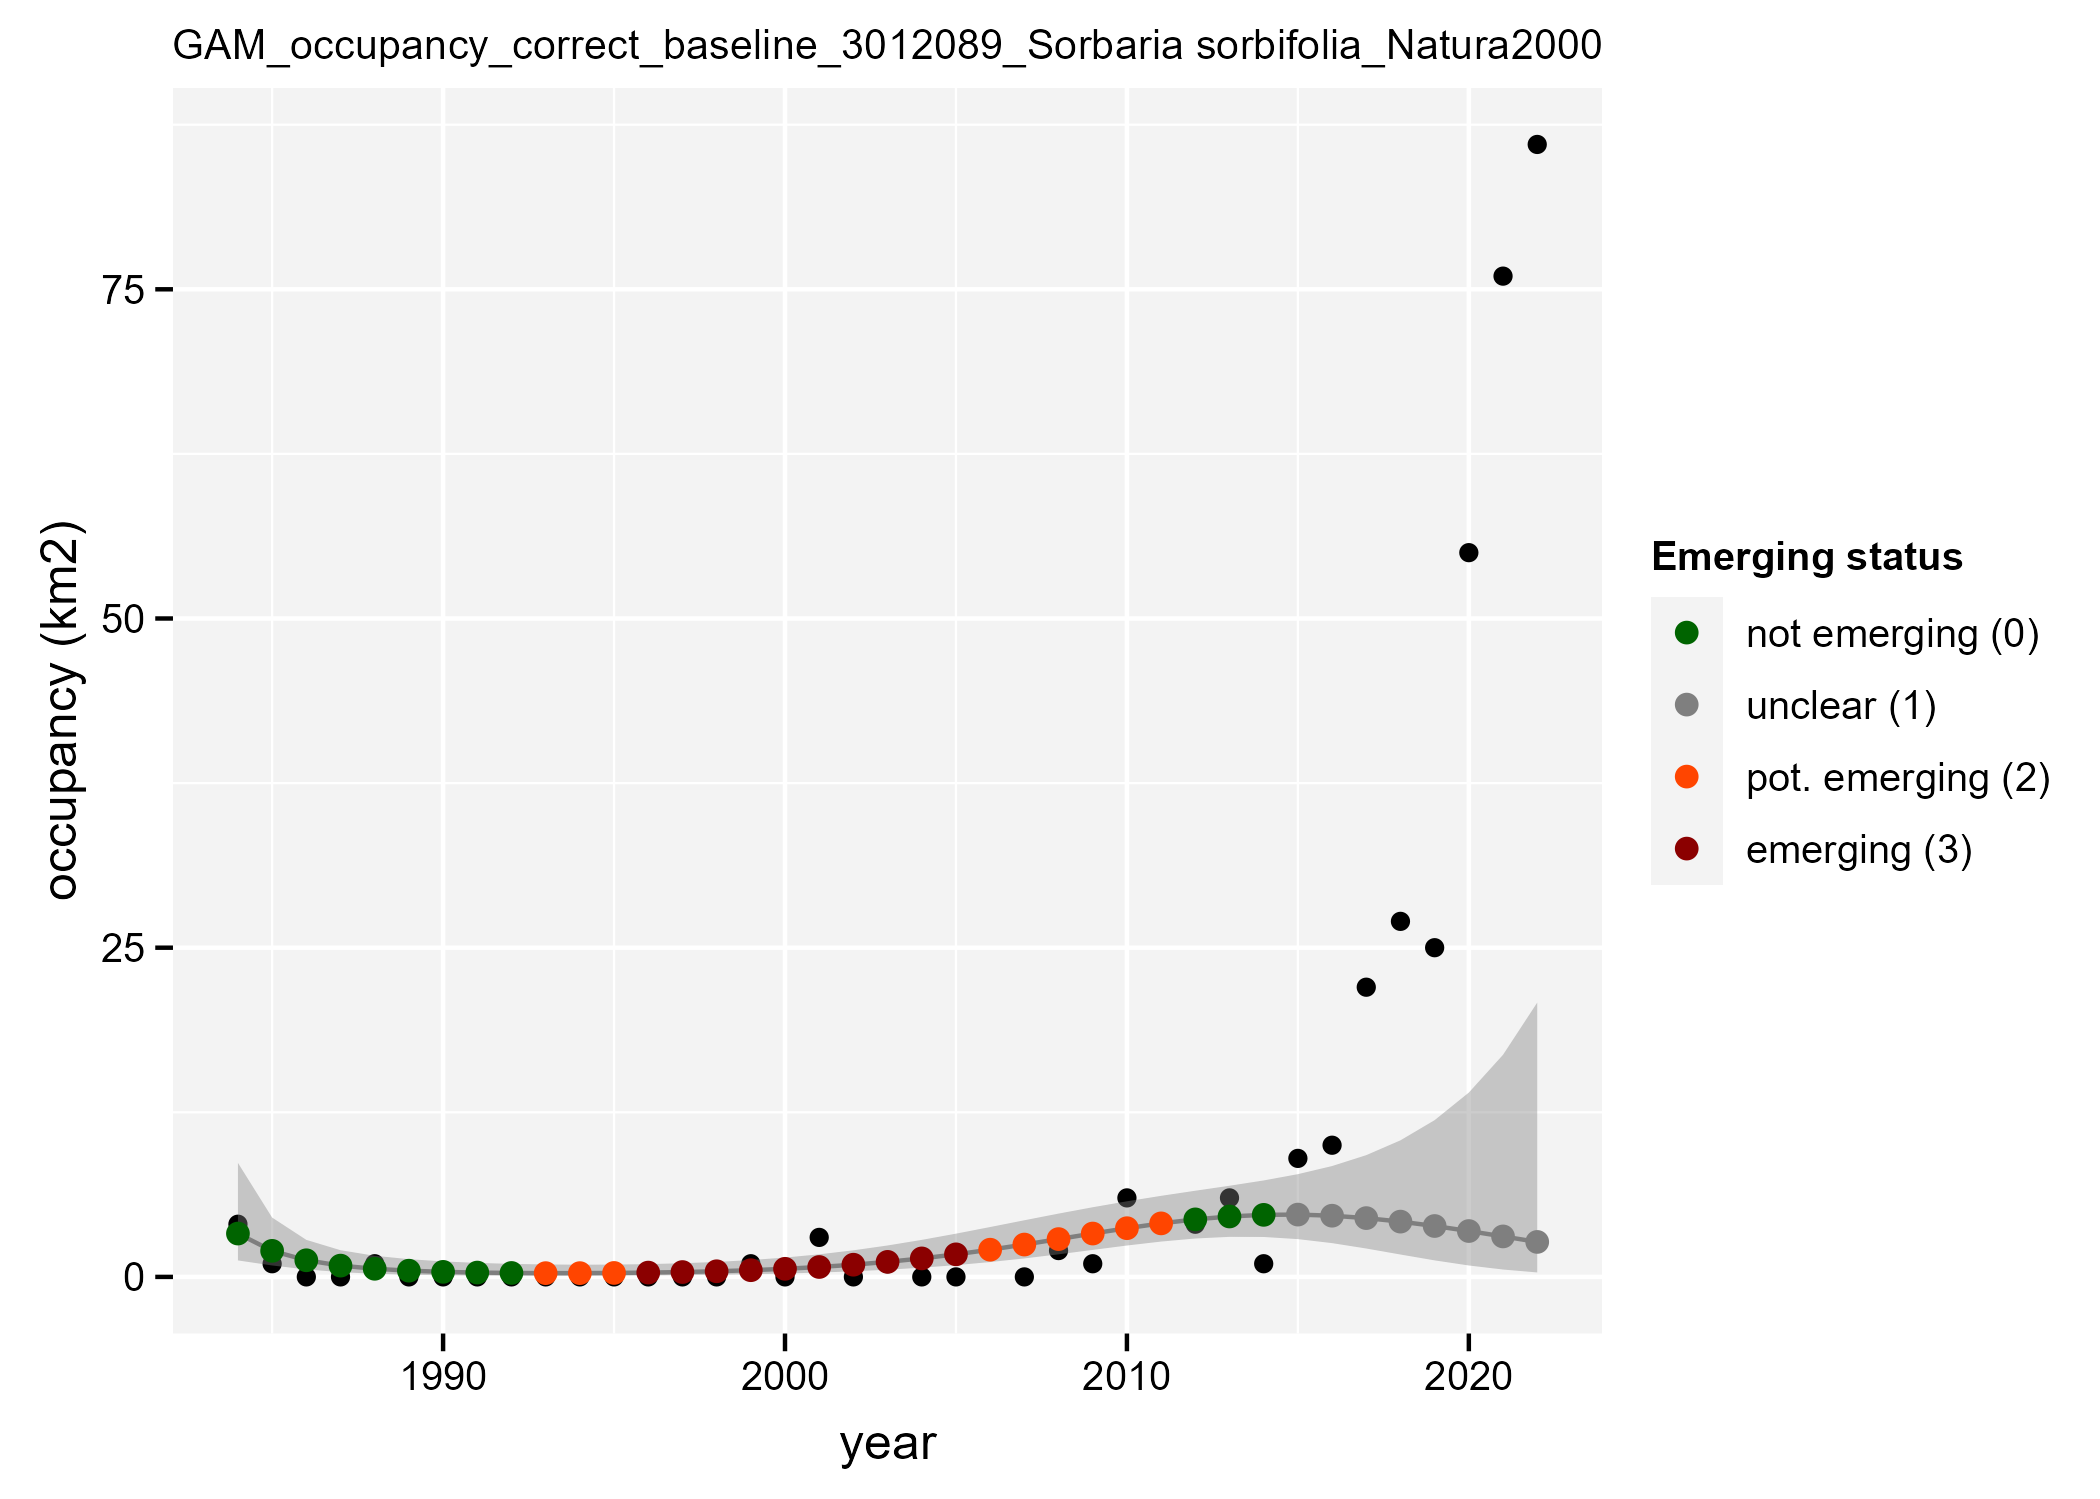 GAM_occupancy_correct_baseline_3012089_Sorbaria sorbifolia_Natura2000
75
50
25
0
occupancy (km2)
1990
2000
2010
2020
year
Emerging status
not emerging (0)
unclear (1)
pot. emerging (2)
emerging (3)